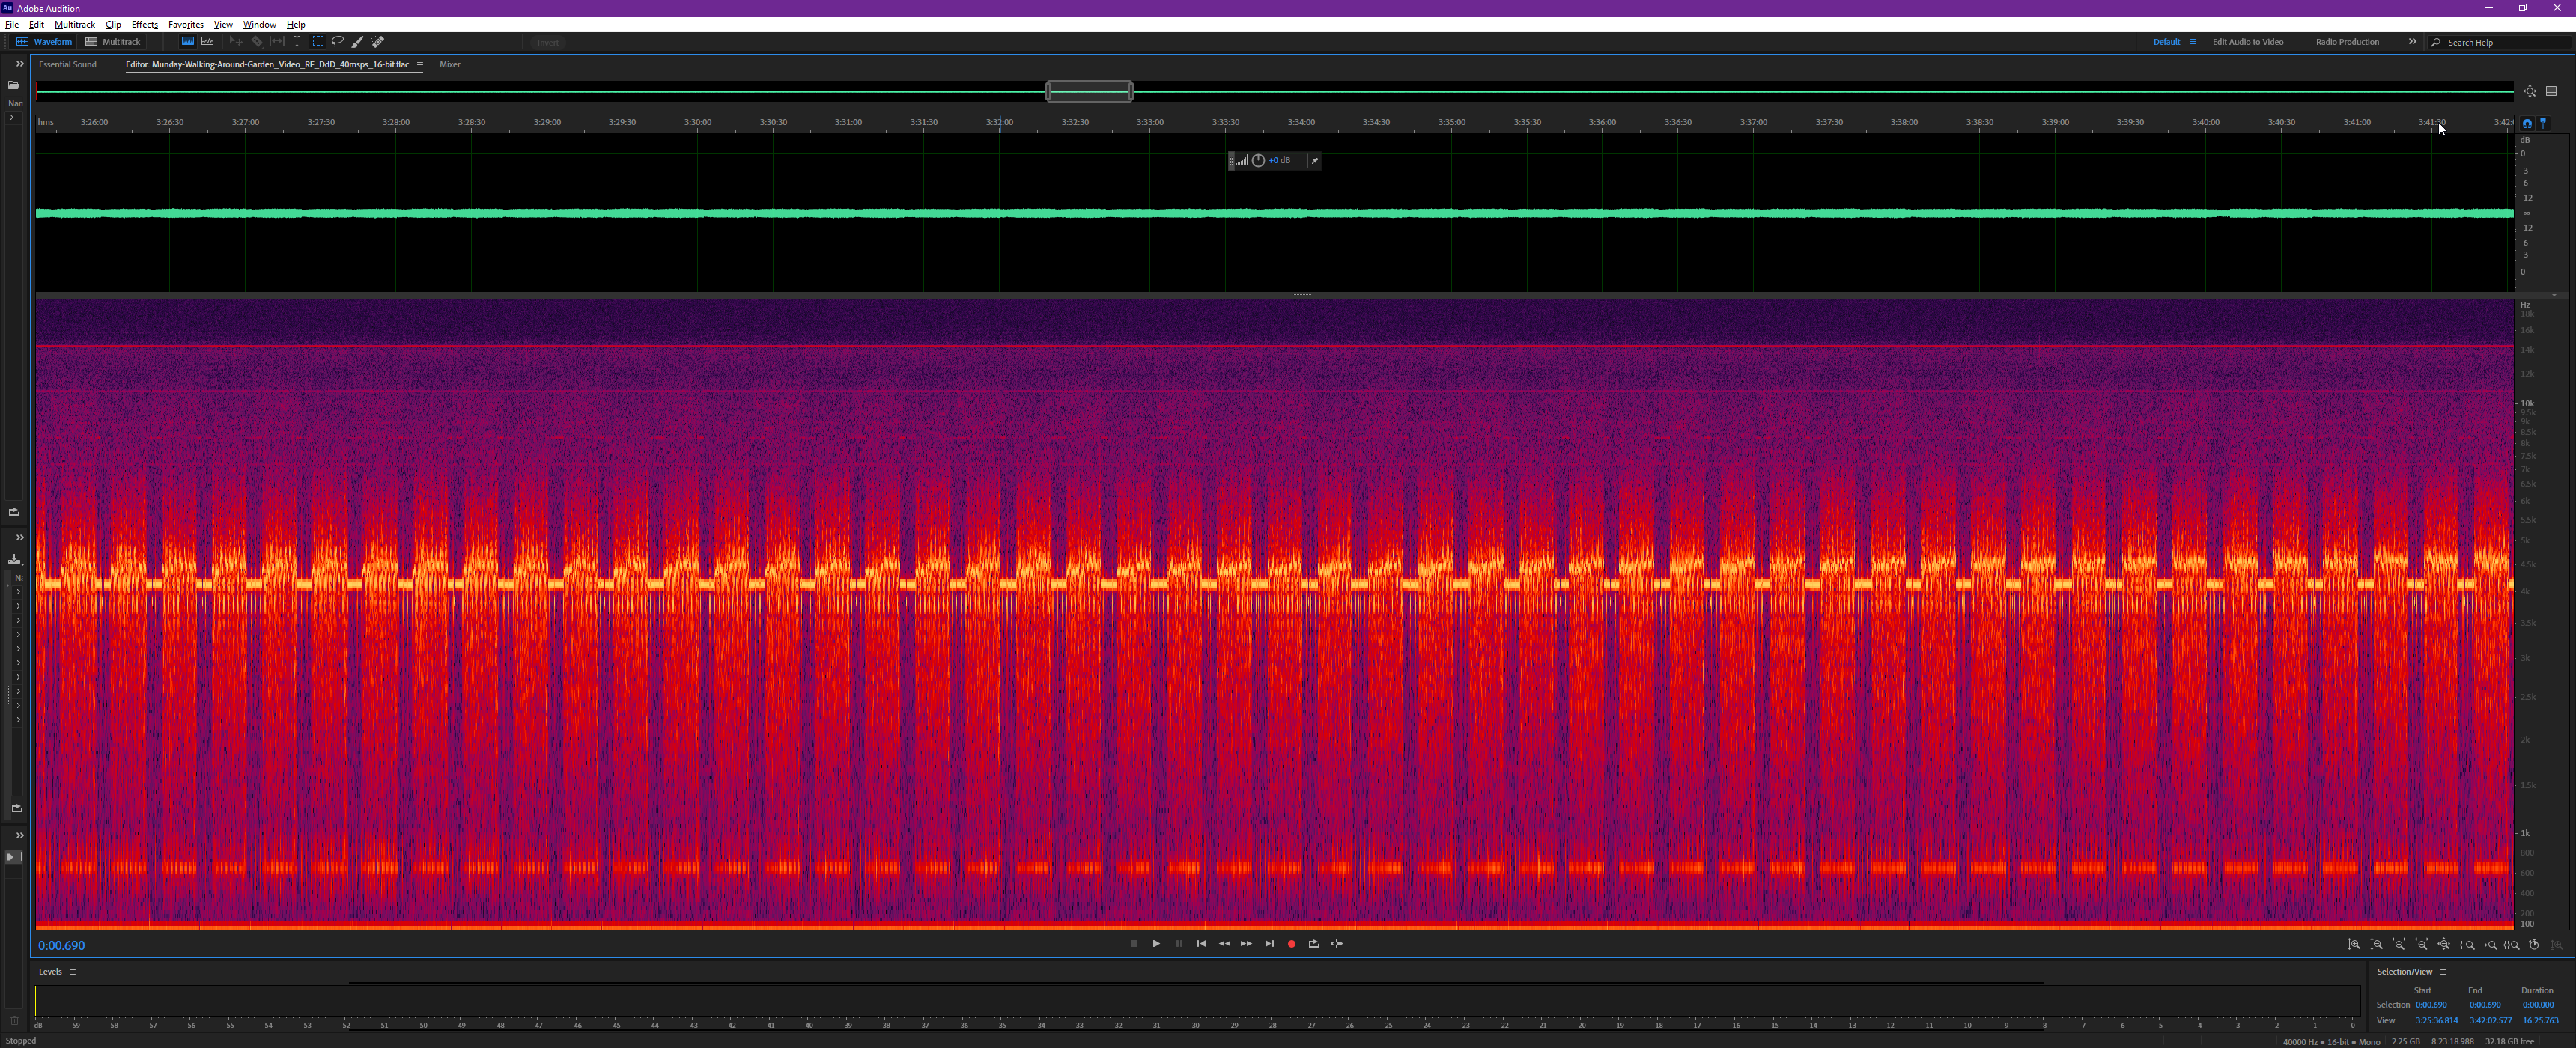 Au Adobe Audition
File Edit Multitrack Clip Effects Favorites View Window Help
Waveform Multitrack Invert Default Edit Audio to Video Radio Production Search Help
Essential Sound Editor: Munday-Walking-Around-Garden_Video_RF_DdD_40msps_16-bit.flac Mixer
Nan
hms 3:26:00 3:26:30 3:27:00 3:27:30 3:28:00 3:28:30 3:29:00 3:29:30 3:30:00 3:30:30 3:31:00 3:31:30 3:32:00 3:32:30 3:33:00 3:33:30 3:34:00 3:34:30 3:35:00 3:35:30 3:36:00 3:36:30 3:37:00 3:37:30 3:38:00 3:38:30 3:39:00 3:39:30 3:40:00 3:40:30 3:41:00 3:41:30 3:42:
dB
+0 dB
0
-3
-6
-12
-∞
-12
-6
-3
0
Hz
18k
16k
14k
12k
10k
9.5k
9k
8.5k
8k
7.5k
7k
6.5k
6k
5.5k
5k
4.5k
4k
3.5k
3k
2.5k
2k
1.5k
1k
800
600
400
200
100
0:00.690
Levels
dB -59 -58 -57 -56 -55 -54 -53 -52 -51 -50 -49 -48 -47 -46 -45 -44 -43 -42 -41 -40 -39 -38 -37 -36 -35 -34 -33 -32 -31 -30 -29 -28 -27 -26 -25 -24 -23 -22 -21 -20 -19 -18 -17 -16 -15 -14 -13 -12 -11 -10 -9 -8 -7 -6 -5 -4 -3 -2 -1 0
Selection/View
Start End Duration
Selection 0:00.690 0:00.690 0:00.000
View 3:25:36.814 3:42:02.577 16:25.763
Stopped
40000 Hz • 16-bit • Mono 2.25 GB 8:23:18.988 32.18 GB free